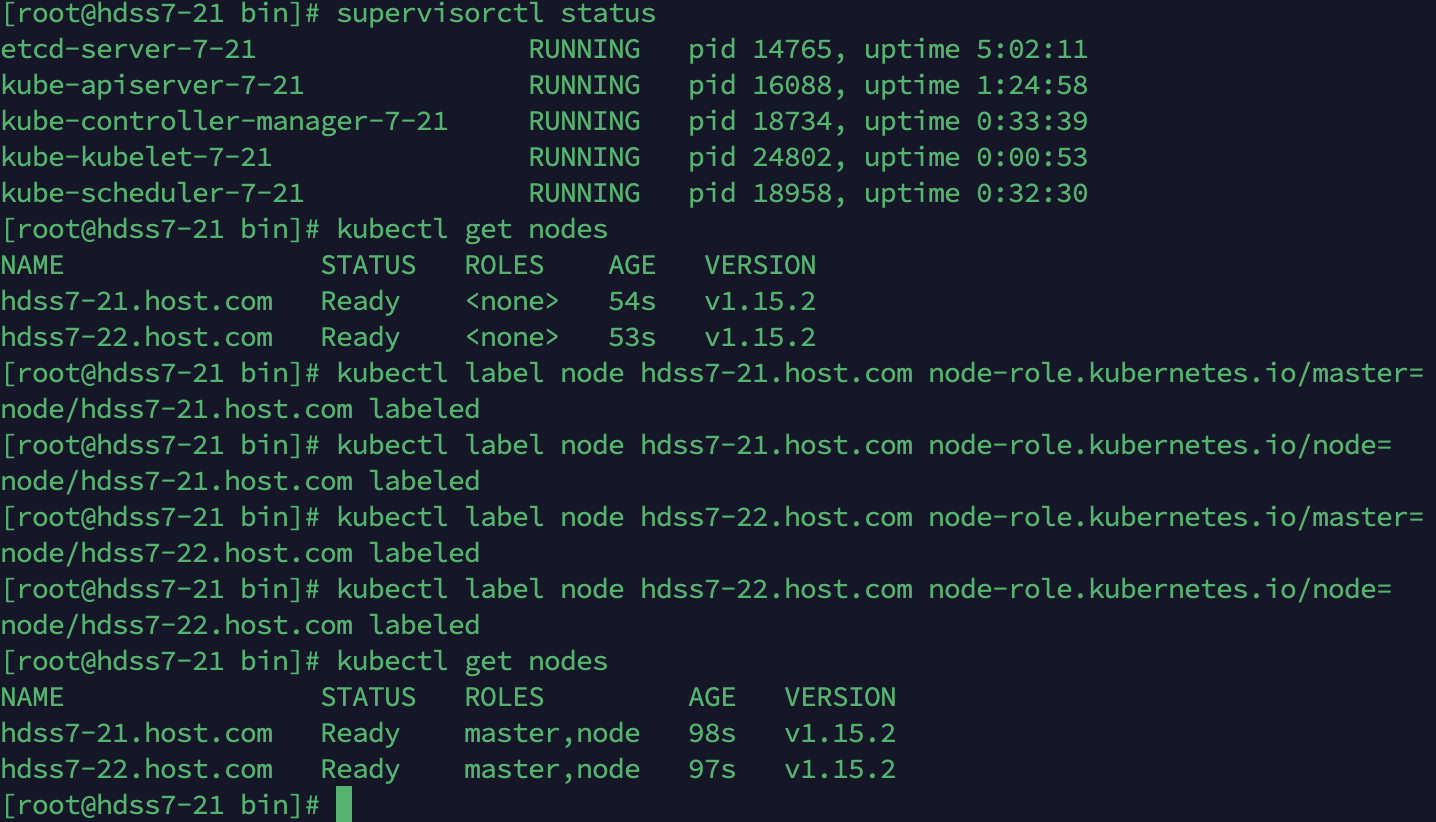 [root@hdss7-21 bin]# supervisorctl status
etcd-server-7-21                 RUNNING   pid 14765, uptime 5:02:11
kube-apiserver-7-21              RUNNING   pid 16088, uptime 1:24:58
kube-controller-manager-7-21     RUNNING   pid 18734, uptime 0:33:39
kube-kubelet-7-21                RUNNING   pid 24802, uptime 0:00:53
kube-scheduler-7-21              RUNNING   pid 18958, uptime 0:32:30
[root@hdss7-21 bin]# kubectl get nodes
NAME                STATUS   ROLES    AGE   VERSION
hdss7-21.host.com   Ready    <none>   54s   v1.15.2
hdss7-22.host.com   Ready    <none>   53s   v1.15.2
[root@hdss7-21 bin]# kubectl label node hdss7-21.host.com node-role.kubernetes.io/master=
node/hdss7-21.host.com labeled
[root@hdss7-21 bin]# kubectl label node hdss7-21.host.com node-role.kubernetes.io/node=
node/hdss7-21.host.com labeled
[root@hdss7-21 bin]# kubectl label node hdss7-22.host.com node-role.kubernetes.io/master=
node/hdss7-22.host.com labeled
[root@hdss7-21 bin]# kubectl label node hdss7-22.host.com node-role.kubernetes.io/node=
node/hdss7-22.host.com labeled
[root@hdss7-21 bin]# kubectl get nodes
NAME                STATUS   ROLES         AGE   VERSION
hdss7-21.host.com   Ready    master,node   98s   v1.15.2
hdss7-22.host.com   Ready    master,node   97s   v1.15.2
[root@hdss7-21 bin]#